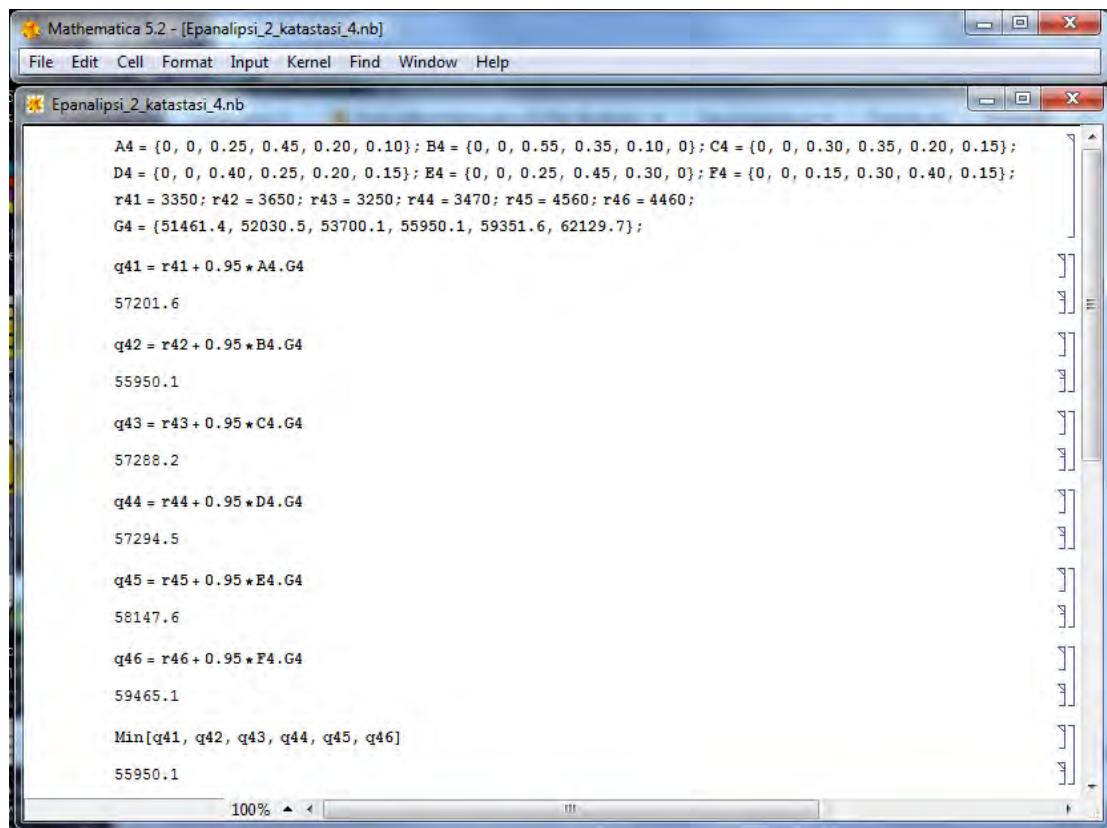 Mathematica 5.2 - [Epanalipsi_2_katastasi_4.nb]
File Edit Cell Format Input Kernel Find Window Help
Epanalipsi_2_katastasi_4.nb
A4 = {0, 0, 0.25, 0.45, 0.20, 0.10}; B4 = {0, 0, 0.55, 0.35, 0.10, 0}; C4 = {0, 0, 0.30, 0.35, 0.20, 0.15};
D4 = {0, 0, 0.40, 0.25, 0.20, 0.15}; E4 = {0, 0, 0.25, 0.45, 0.30, 0}; F4 = {0, 0, 0.15, 0.30, 0.40, 0.15};
r41 = 3350; r42 = 3650; r43 = 3250; r44 = 3470; r45 = 4560; r46 = 4460;
G4 = {51461.4, 52030.5, 53700.1, 55950.1, 59351.6, 62129.7};
q41 = r41 + 0.95 * A4.G4
57201.6
q42 = r42 + 0.95 * B4.G4
55950.1
q43 = r43 + 0.95 * C4.G4
57288.2
q44 = r44 + 0.95 * D4.G4
57294.5
q45 = r45 + 0.95 * E4.G4
58147.6
q46 = r46 + 0.95 * F4.G4
59465.1
Min[q41, q42, q43, q44, q45, q46]
55950.1
100%